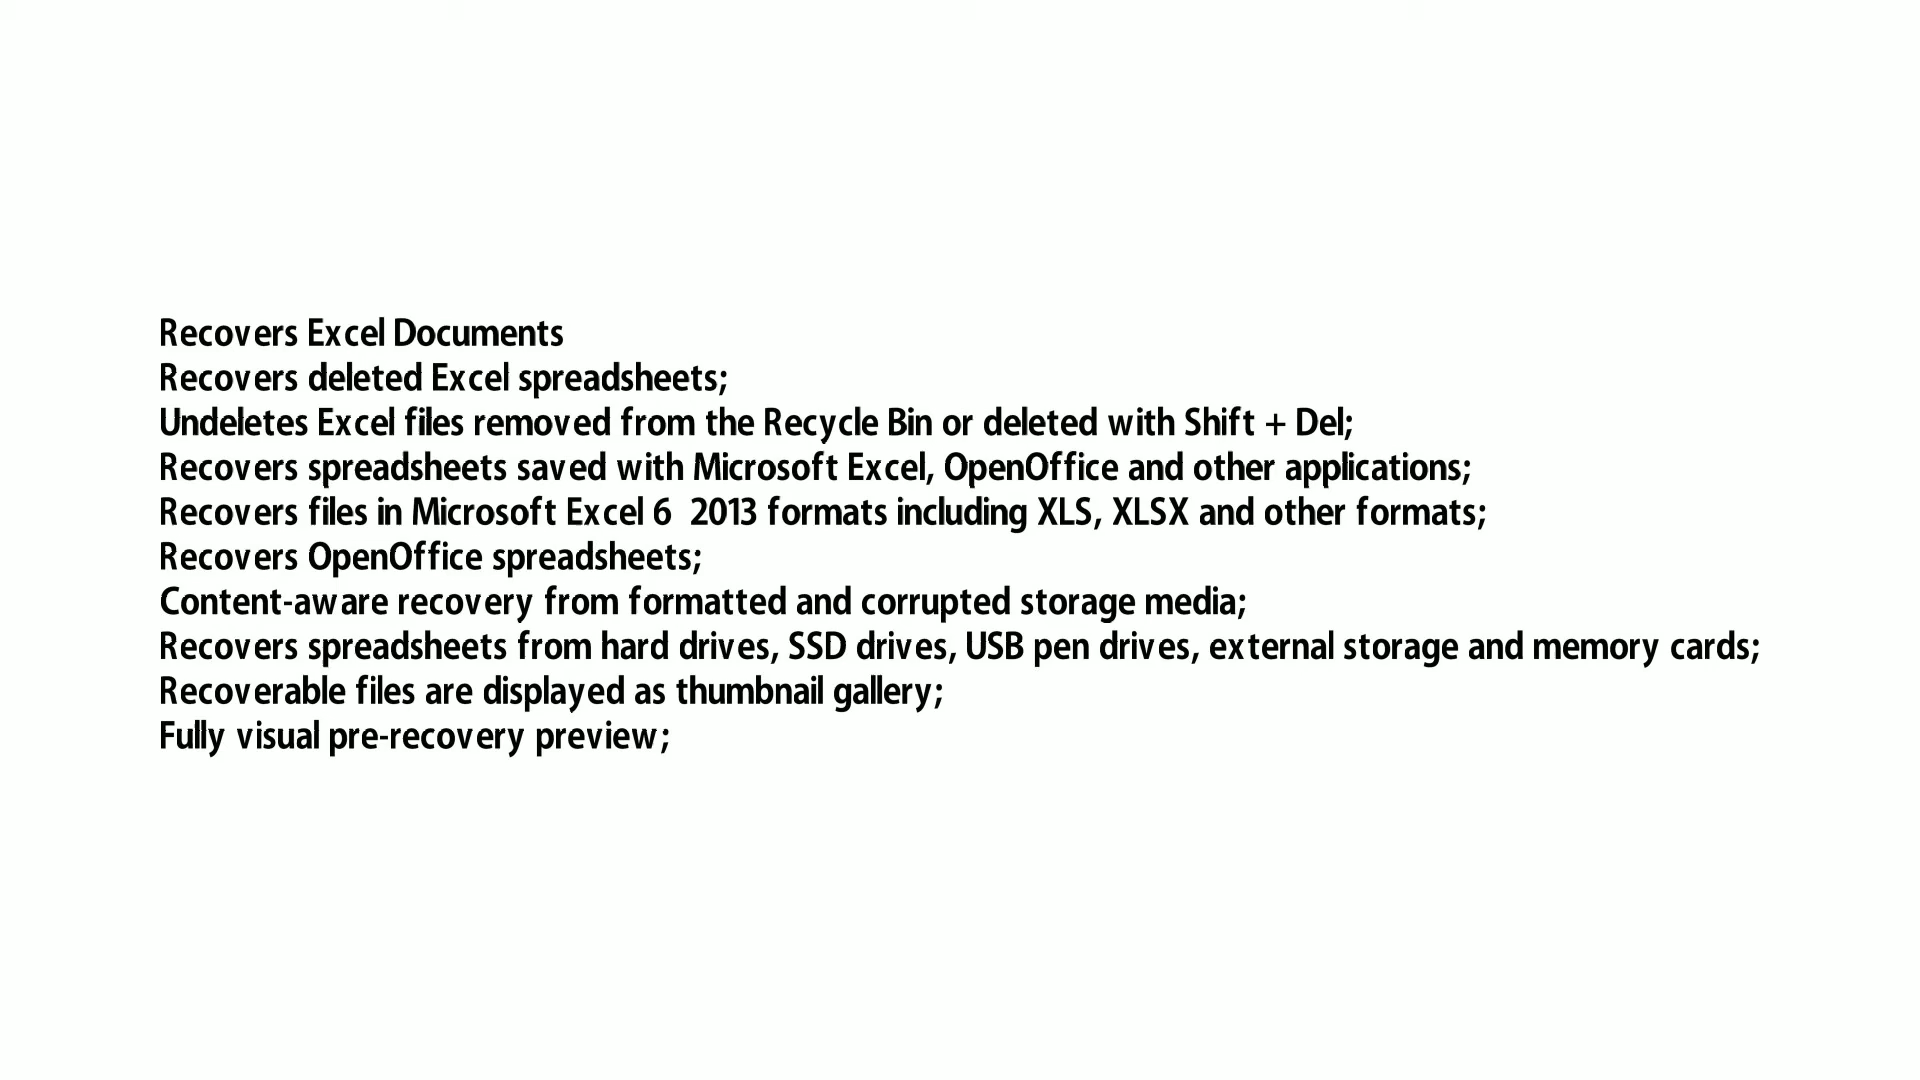 Recovers Excel Documents
Recovers deleted Excel spreadsheets;
Undeletes Excel files removed from the Recycle Bin or deleted with Shift + Del;
Recovers spreadsheets saved with Microsoft Excel, OpenOffice and other applications;
Recovers files in Microsoft Excel 6  2013 formats including XLS, XLSX and other formats;
Recovers OpenOffice spreadsheets;
Content-aware recovery from formatted and corrupted storage media;
Recovers spreadsheets from hard drives, SSD drives, USB pen drives, external storage and memory cards;
Recoverable files are displayed as thumbnail gallery;
Fully visual pre-recovery preview;